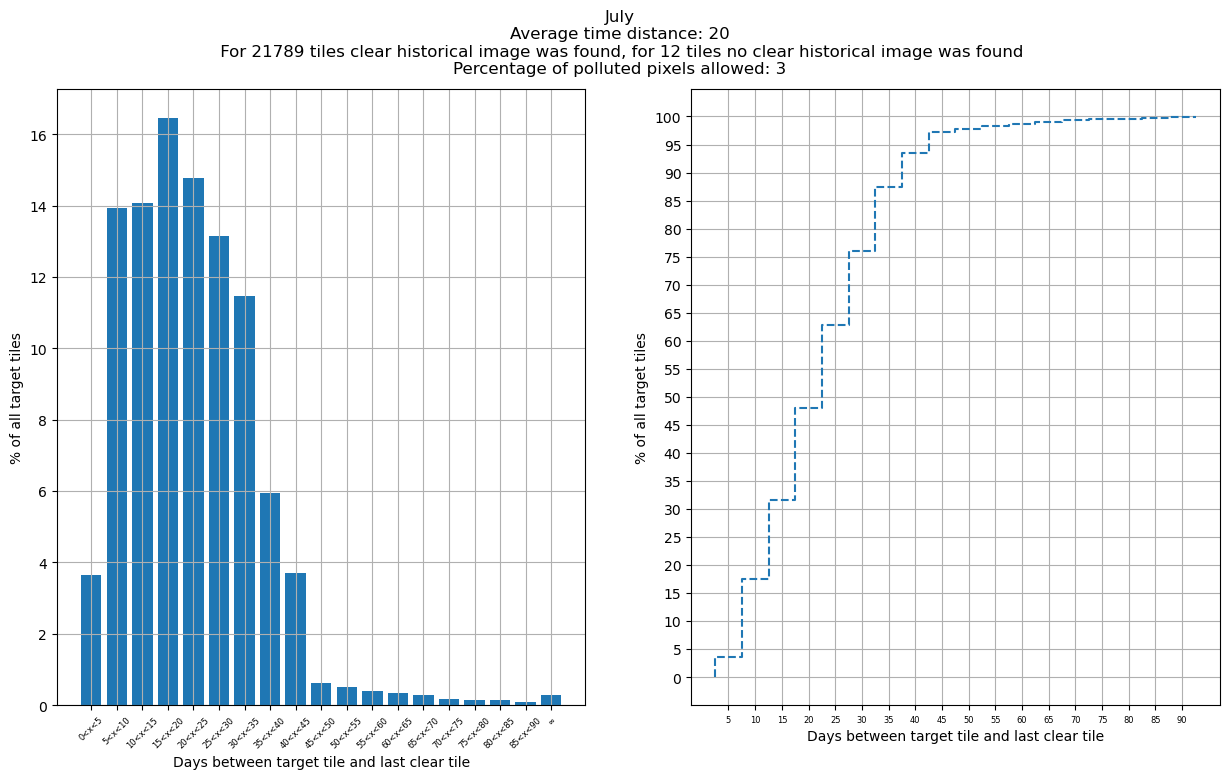 July
Average time distance: 20
For 21789 tiles clear historical image was found, for 12 tiles no clear historical image was found
Percentage of polluted pixels allowed: 3
% of all target tiles
16
14
12
10
8
6
4
2
0
0<x<5
5<x<10
10<x<15
15<x<20
20<x<25
25<x<30
30<x<35
35<x<40
40<x<45
45<x<50
50<x<55
55<x<60
60<x<65
65<x<70
70<x<75
75<x<80
80<x<85
85<x<90
∞
Days between target tile and last clear tile
% of all target tiles
100
95
90
85
80
75
70
65
60
55
50
45
40
35
30
25
20
15
10
5
0
5 10 15 20 25 30 35 40 45 50 55 60 65 70 75 80 85 90
Days between target tile and last clear tile